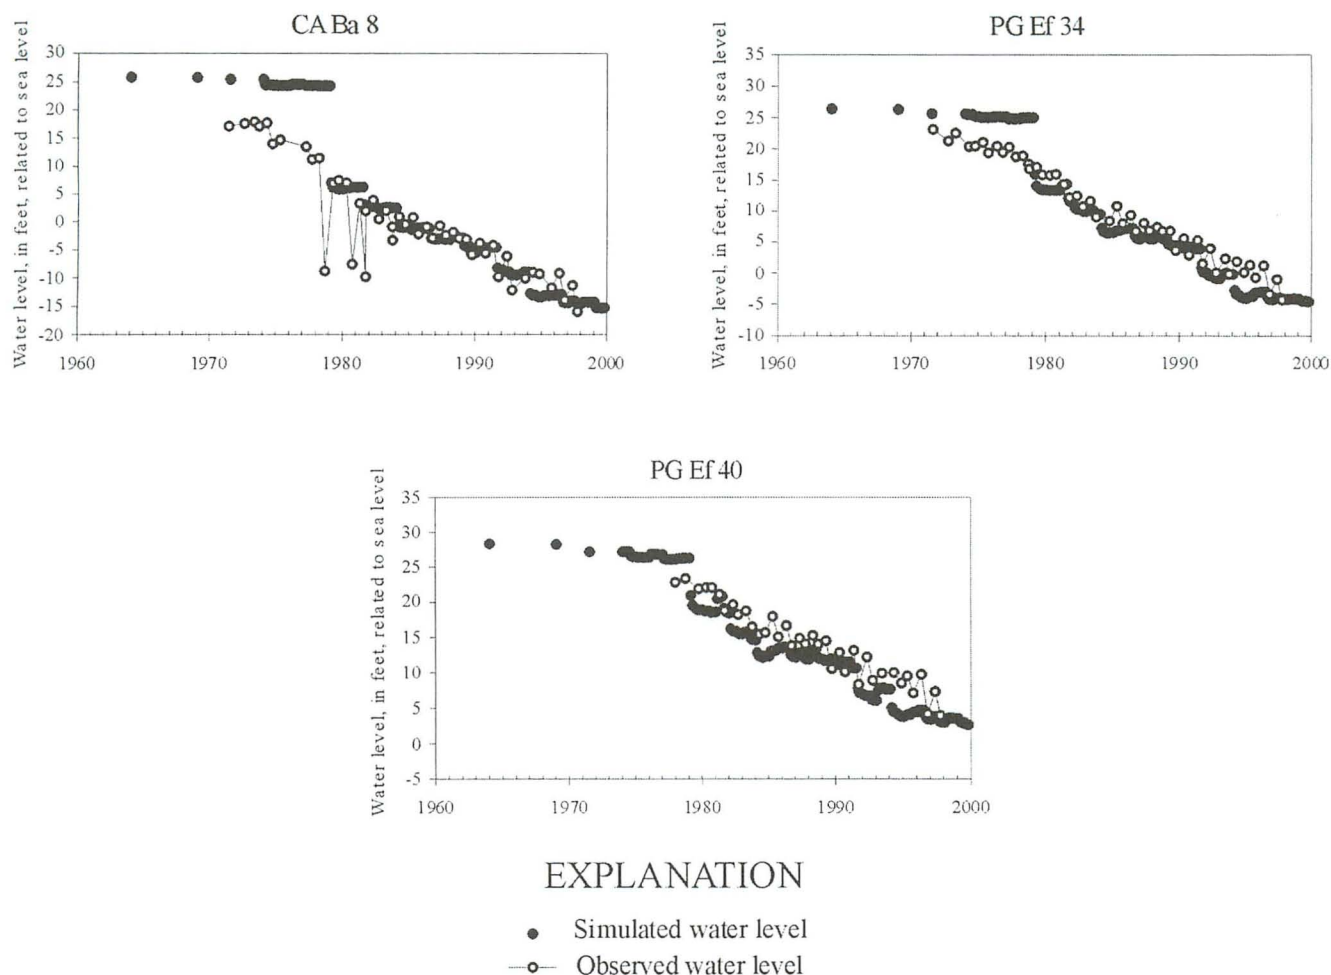 CA Ba 8
Water level, in feet, related to sea level
30
25
20
15
10
5
0
-5
-10
-15
-20
1960 1970 1980 1990 2000
PG Ef 34
Water level, in feet, related to sea level
35
30
25
20
15
10
5
0
-5
-10
1960 1970 1980 1990 2000
PG Ef 40
Water level, in feet, related to sea level
35
30
25
20
15
10
5
0
-5
1960 1970 1980 1990 2000
EXPLANATION
Simulated water level
Observed water level